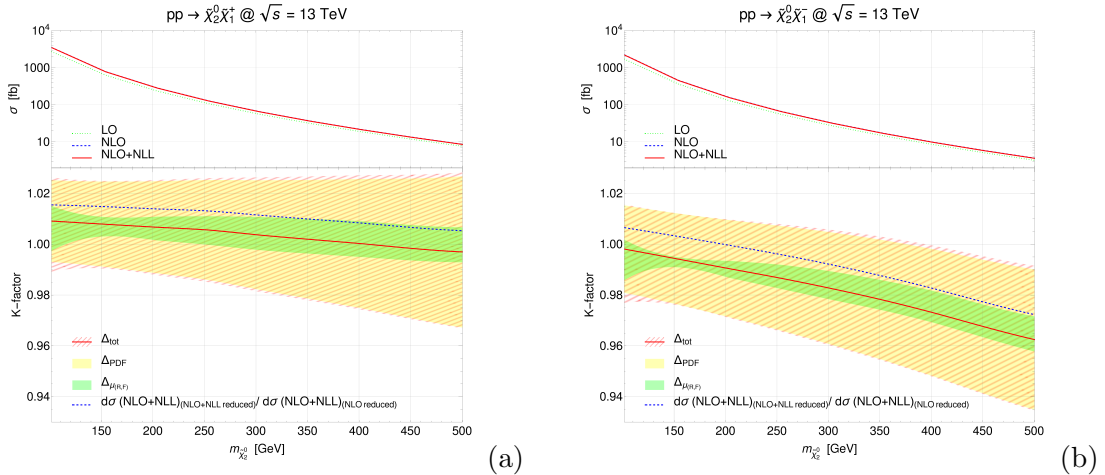 pp → χ̃₂⁰χ̃₁⁺ @ √s = 13 TeV
σ [fb]
10⁴
1000
100
10
LO
NLO
NLO+NLL
K-factor
1.02
1.00
0.98
0.96
0.94
Δtot
ΔPDF
Δμ(R,F)
dσ (NLO+NLL)(NLO+NLL reduced) / dσ (NLO+NLL)(NLO reduced)
150 200 250 300 350 400 450 500
m χ̃₂⁰ [GeV]
(a)
pp → χ̃₂⁰χ̃₁⁻ @ √s = 13 TeV
σ [fb]
10⁴
1000
100
10
LO
NLO
NLO+NLL
K-factor
1.02
1.00
0.98
0.96
0.94
Δtot
ΔPDF
Δμ(R,F)
dσ (NLO+NLL)(NLO+NLL reduced) / dσ (NLO+NLL)(NLO reduced)
150 200 250 300 350 400 450 500
m χ̃₂⁰ [GeV]
(b)